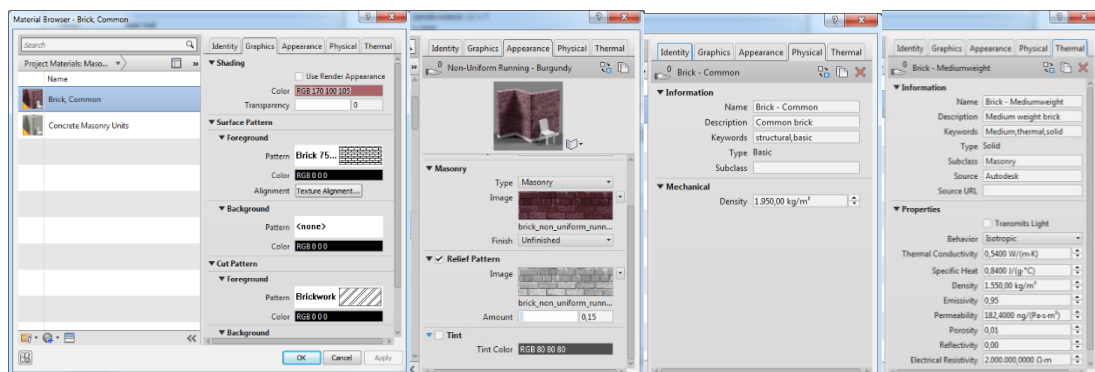 Material Browser - Brick, Common
Search
Project Materials: Maso...
Name
Brick, Common
Concrete Masonry Units
Identity Graphics Appearance Physical Thermal
Shading
Use Render Appearance
Color RGB 170 100 105
Transparency 0
Surface Pattern
Foreground
Pattern Brick 75...
Color RGB 0 0 0
Alignment Texture Alignment...
Background
Pattern <none>
Color RGB 0 0 0
Cut Pattern
Foreground
Pattern Brickwork
Color RGB 0 0 0
Background
OK Cancel Apply
Identity Graphics Appearance Physical Thermal
0 Non-Uniform Running - Burgundy
Masonry
Type Masonry
Image
brick_non_uniform_runn...
Finish Unfinished
Relief Pattern
Image
brick_non_uniform_runn...
Amount 0,15
Tint
Tint Color RGB 80 80 80
Identity Graphics Appearance Physical Thermal
0 Brick - Common
Information
Name Brick - Common
Description Common brick
Keywords structural,basic
Type Basic
Subclass
Mechanical
Density 1.950,00 kg/m³
Identity Graphics Appearance Physical Thermal
0 Brick - Mediumweight
Information
Name Brick - Mediumweight
Description Medium weight brick
Keywords Medium,thermal,solid
Type Solid
Subclass Masonry
Source Autodesk
Source URL
Properties
Transmits Light
Behavior Isotropic
Thermal Conductivity 0,5400 W/(m·K)
Specific Heat 0,8400 J/(g·°C)
Density 1.550,00 kg/m³
Emissivity 0,95
Permeability 182,4000 ng/(Pa·s·m²)
Porosity 0,01
Reflectivity 0,00
Electrical Resistivity 2.000.000,0000 Ω·m